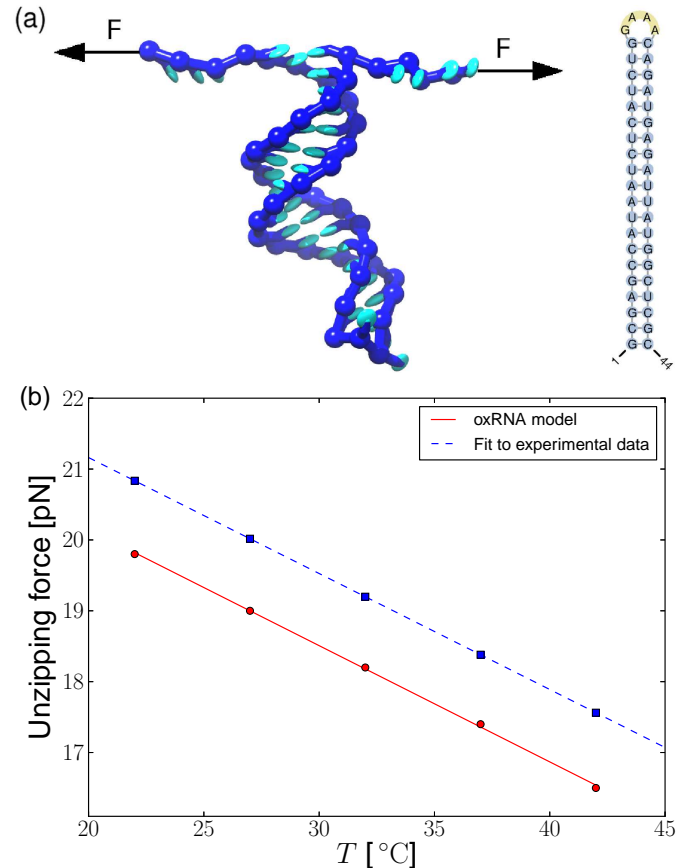 (a)
F
F
A A
G A
G C
U A
C G
U A
A U
C G
U A
C G
U A
A U
A U
U A
A U
C G
C G
G C
A U
G C
C G
G C
1 44
(b)
22
21
20
19
18
17
20 25 30 35 40 45
Unzipping force [pN]
T [°C]
oxRNA model
Fit to experimental data